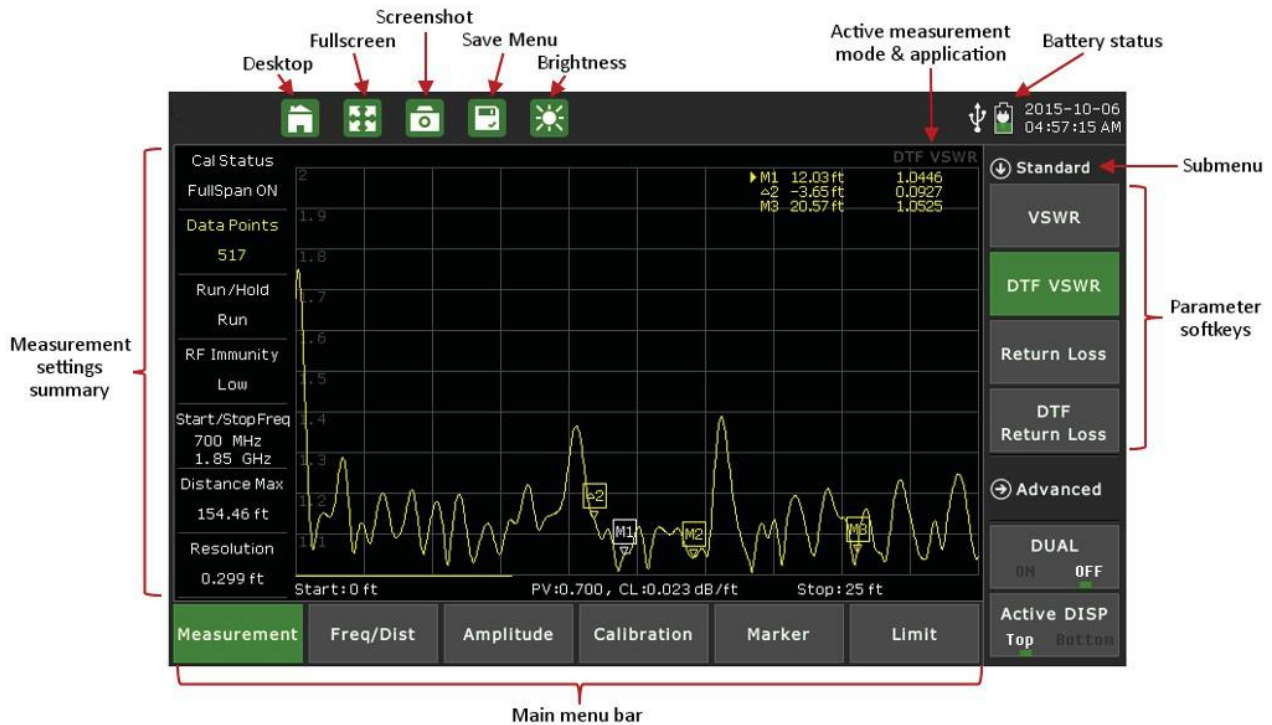 Screenshot
Fullscreen
Save Menu
Desktop
Brightness
Active measurement
mode & application
Battery status
2015-10-06
04:57:15 AM
Measurement
settings
summary
Cal Status
FullSpan ON
Data Points
517
Run/Hold
Run
RF Immunity
Low
Start/StopFreq
700 MHz
1.85 GHz
Distance Max
154.46 ft
Resolution
0.299 ft
DTF VSWR
M1 12.03 ft 1.0446
▵2 -3.65 ft 0.0927
M3 20.57 ft 1.0525
2
1.9
1.8
1.7
1.6
1.5
1.4
1.3
1.2
1.1
▵2
M1
M2
M3
Start: 0 ft PV:0.700, CL:0.023 dB/ft Stop: 25 ft
Standard
Submenu
VSWR
DTF VSWR
Return Loss
DTF
Return Loss
Parameter
softkeys
Advanced
DUAL
ON OFF
Active DISP
Top Bottom
Measurement Freq/Dist Amplitude Calibration Marker Limit
Main menu bar